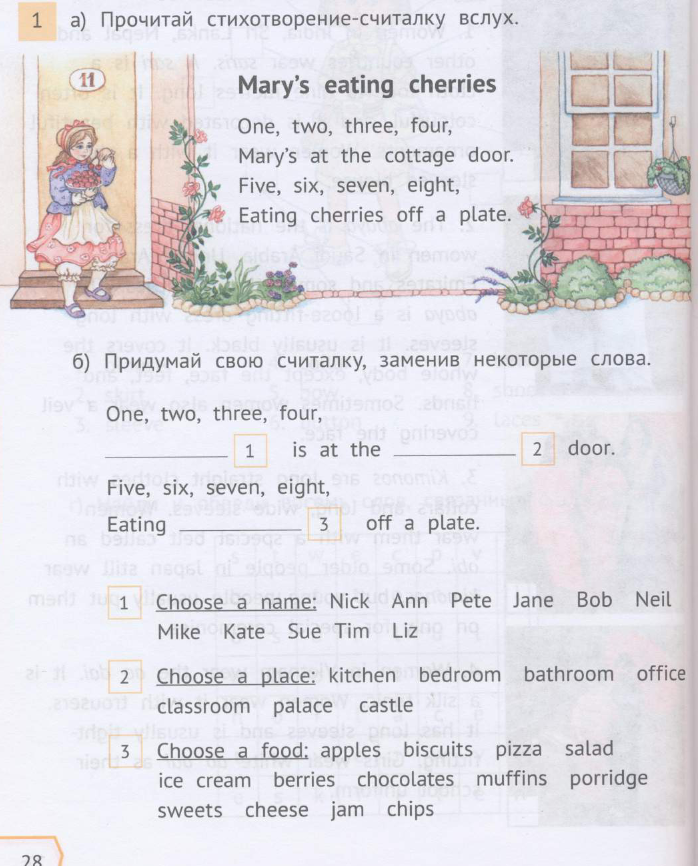 1 а) Прочитай стихотворение-считалку вслух.
11
Mary's eating cherries
One, two, three, four,
Mary's at the cottage door.
Five, six, seven, eight,
Eating cherries off a plate.
б) Придумай свою считалку, заменив некоторые слова.
One, two, three, four,
__________ 1 is at the __________ 2 door.
Five, six, seven, eight,
Eating __________ 3 off a plate.
1 Choose a name: Nick Ann Pete Jane Bob Neil
Mike Kate Sue Tim Liz
2 Choose a place: kitchen bedroom bathroom office
classroom palace castle
3 Choose a food: apples biscuits pizza salad
ice cream berries chocolates muffins porridge
sweets cheese jam chips
28